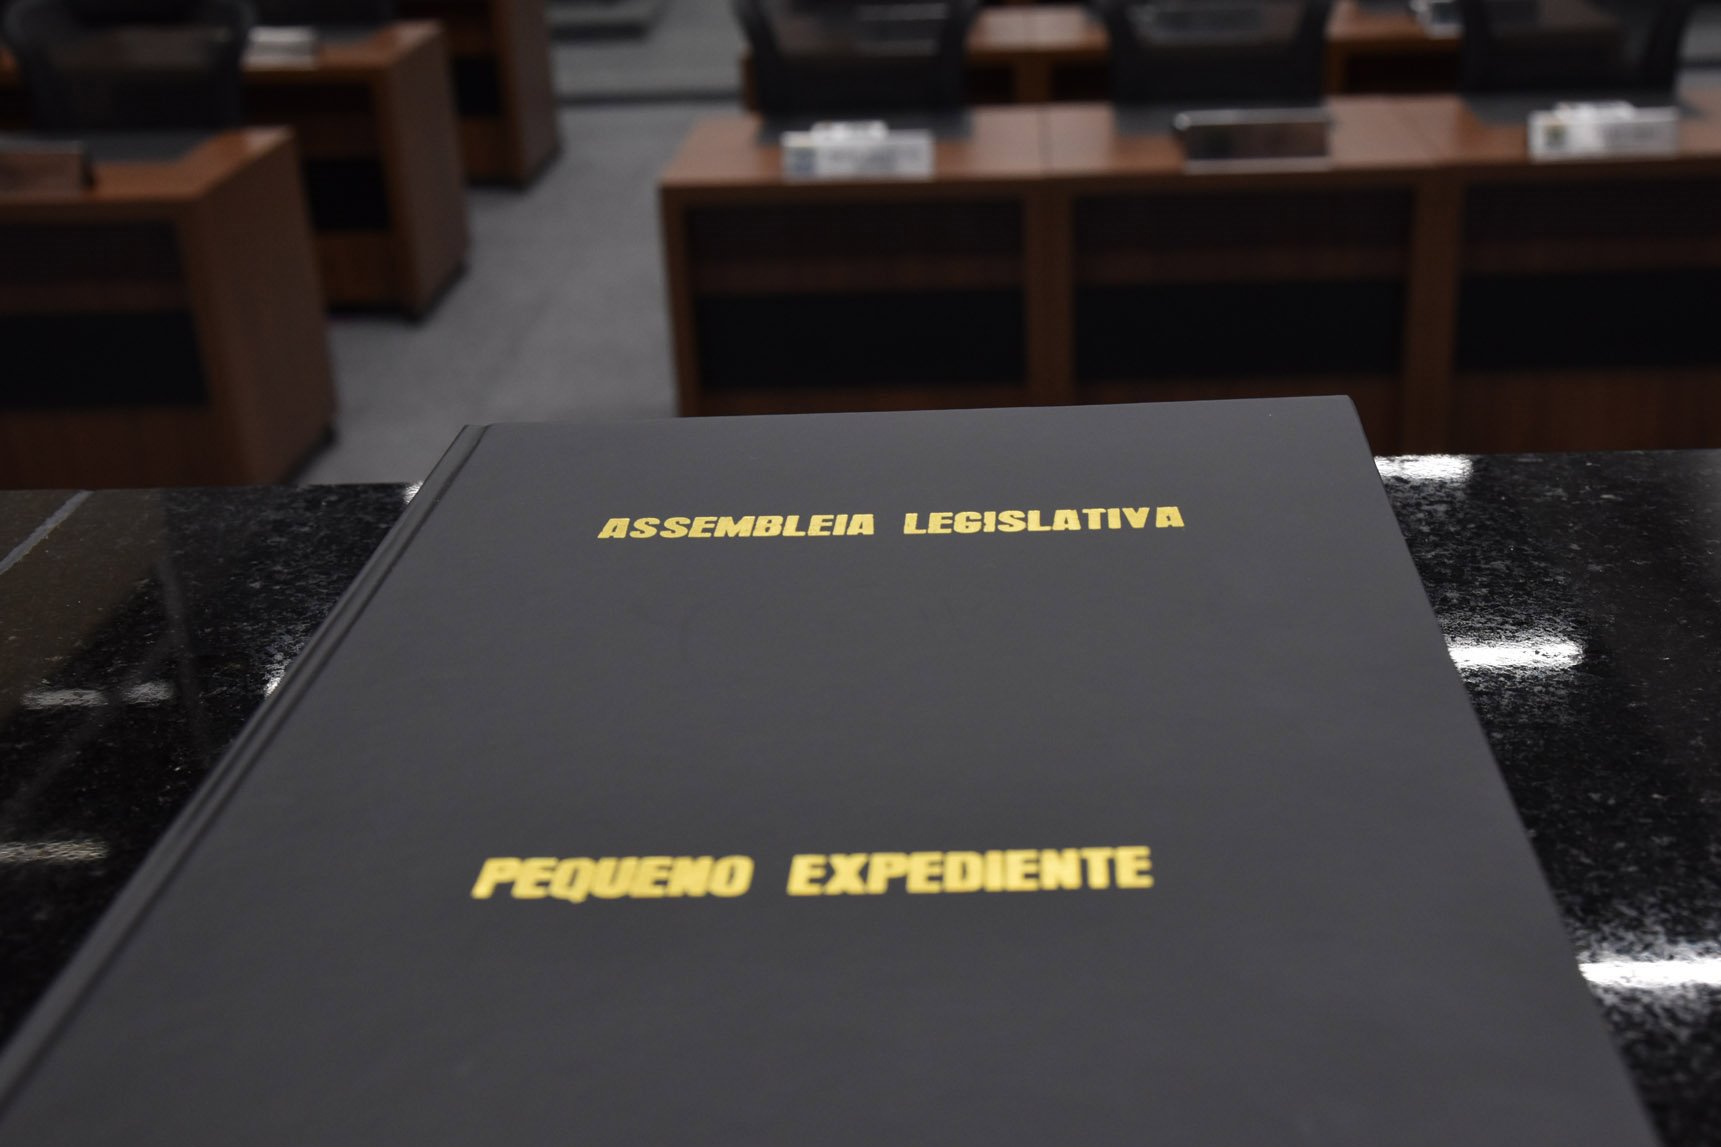 ASSEMBLEIA LEGISLATIVA
PEQUENO EXPEDIENTE